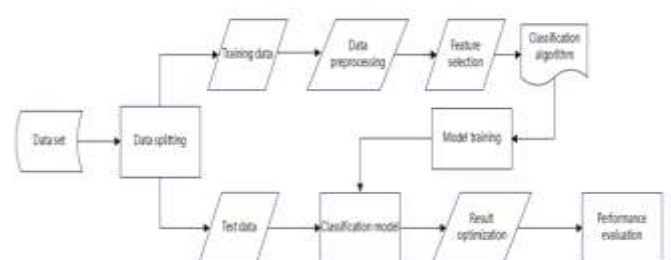 Training data
Data
preprocessing
Feature
selection
Classification
algorithm
Data set
Data splitting
Model training
Text data
Classification model
Result
optimization
Performance
evaluation